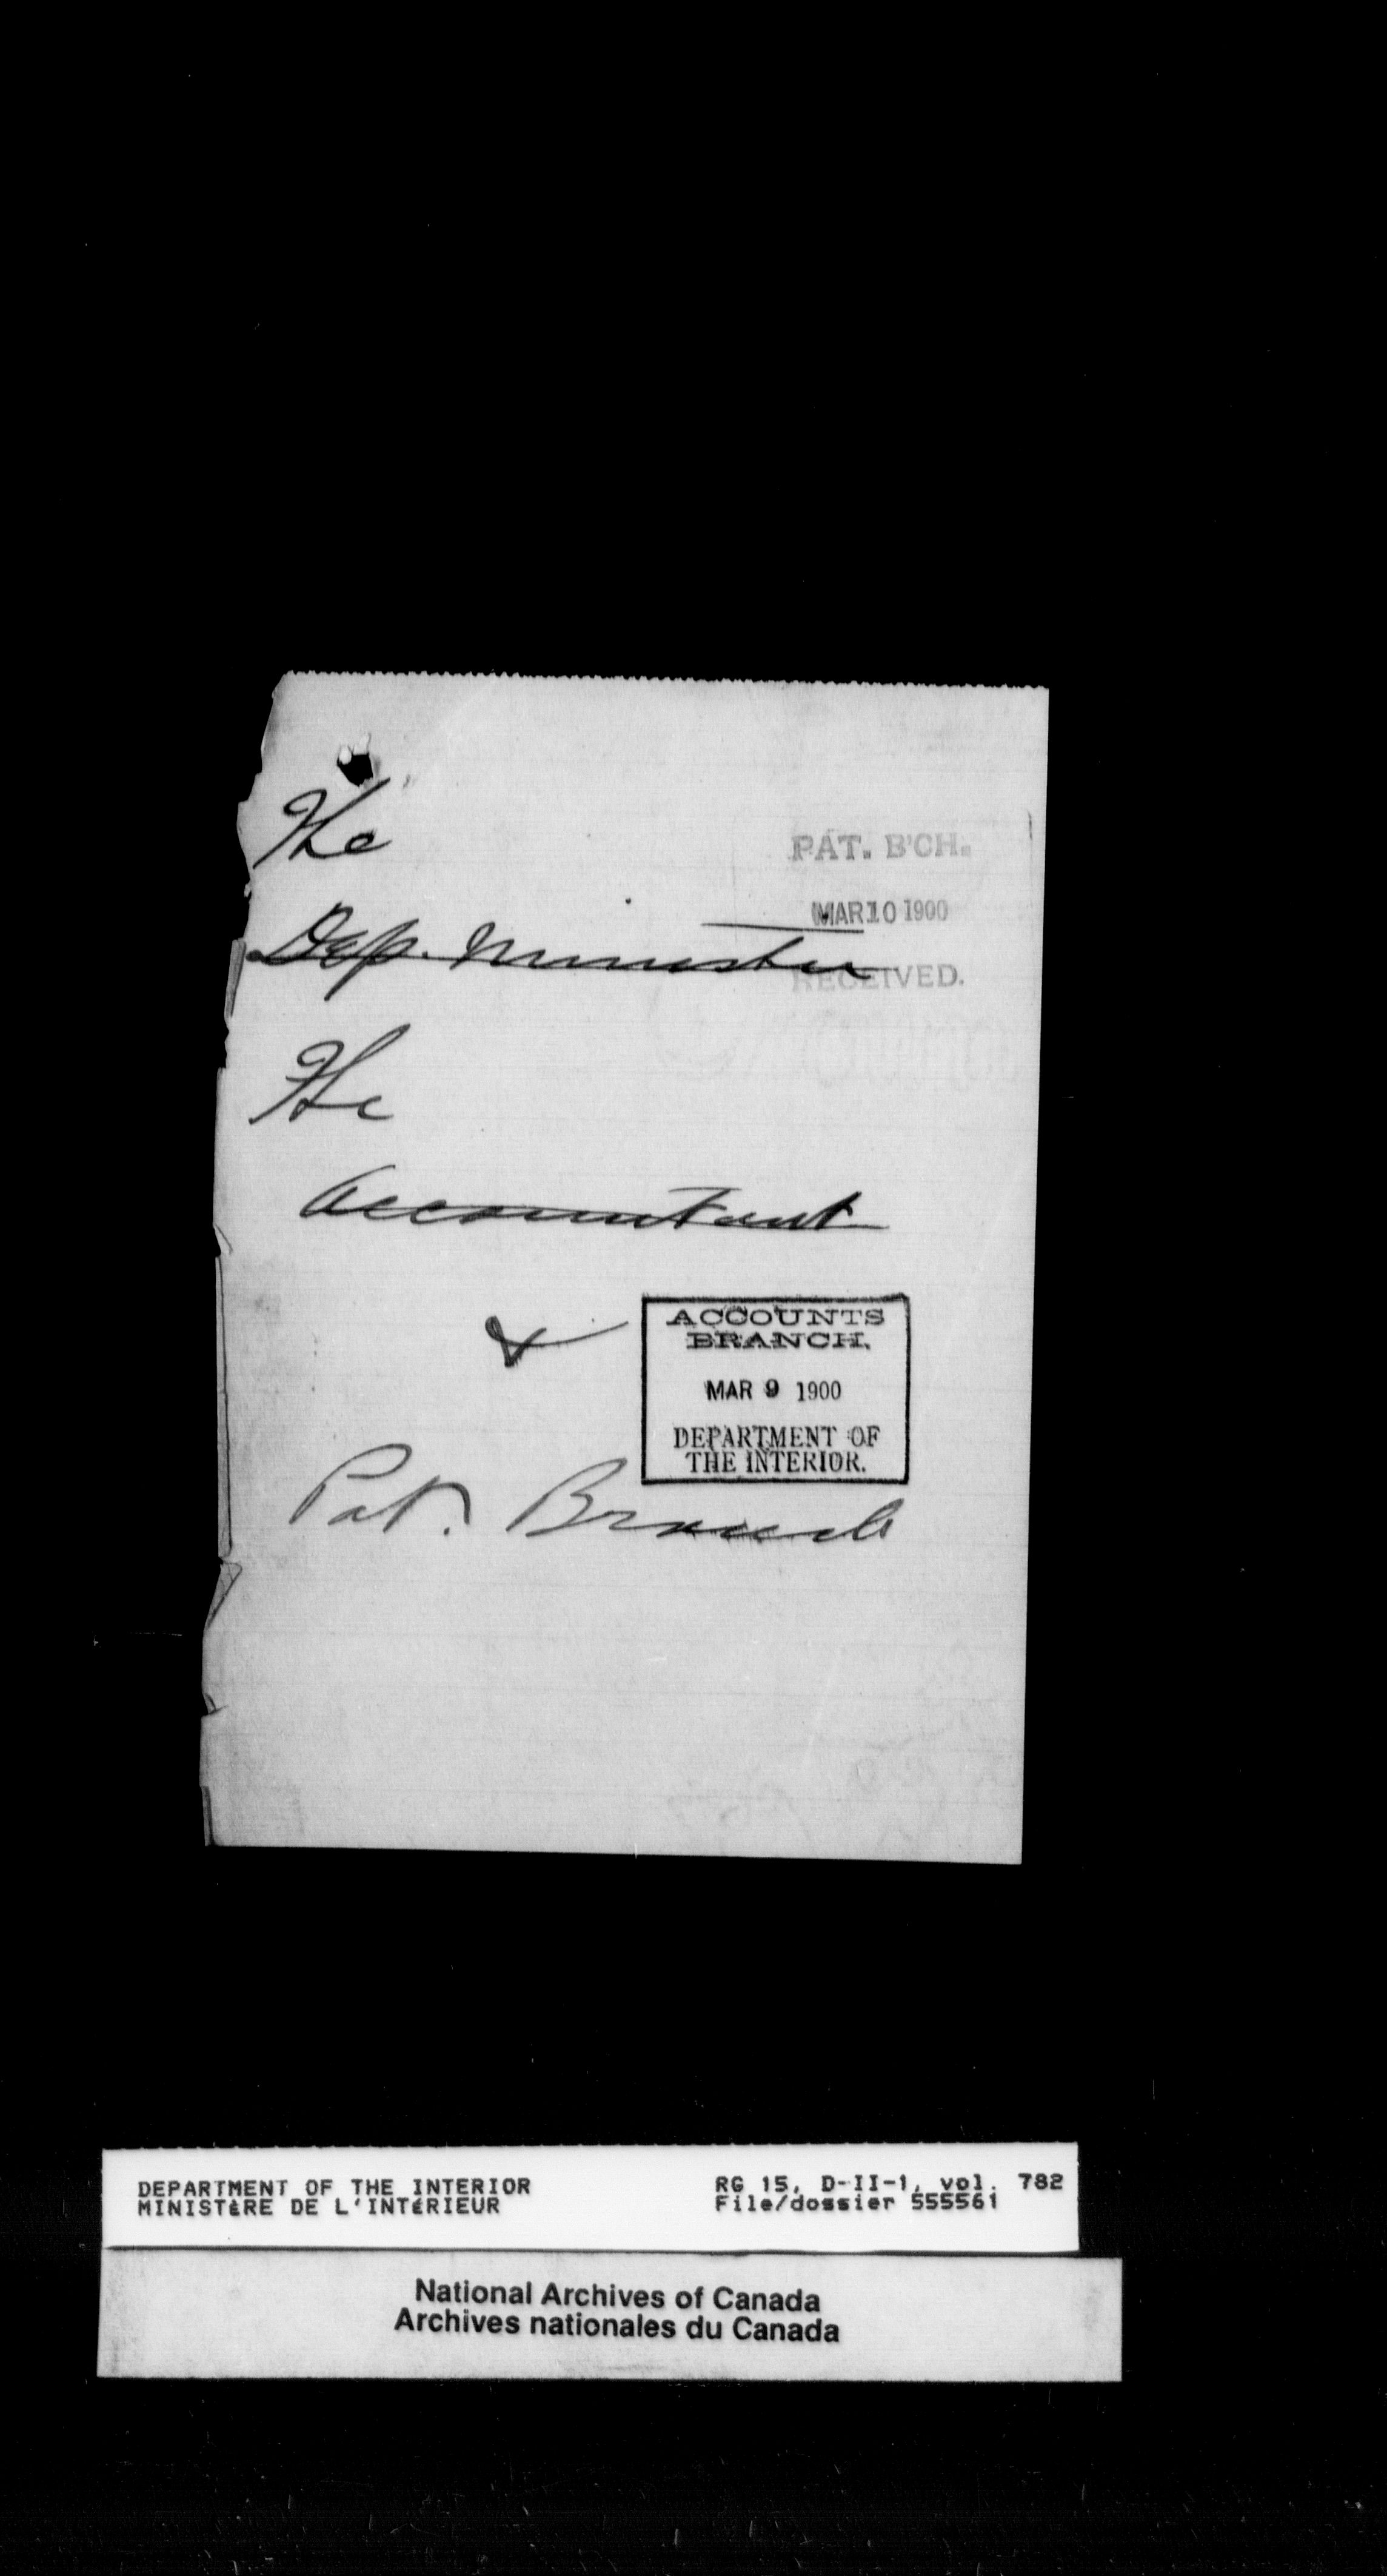 The
PAT. B'CH.
MAR 10 1900
Dep. Minister
RECEIVED.
The
Accountant
&
ACCOUNTS
BRANCH,
MAR 9 1900
DEPARTMENT OF
THE INTERIOR.
Pat. Branch
DEPARTMENT OF THE INTERIOR
MINISTÈRE DE L'INTÉRIEUR
RG 15, D-II-1, vol. 782
File/dossier 555561
National Archives of Canada
Archives nationales du Canada